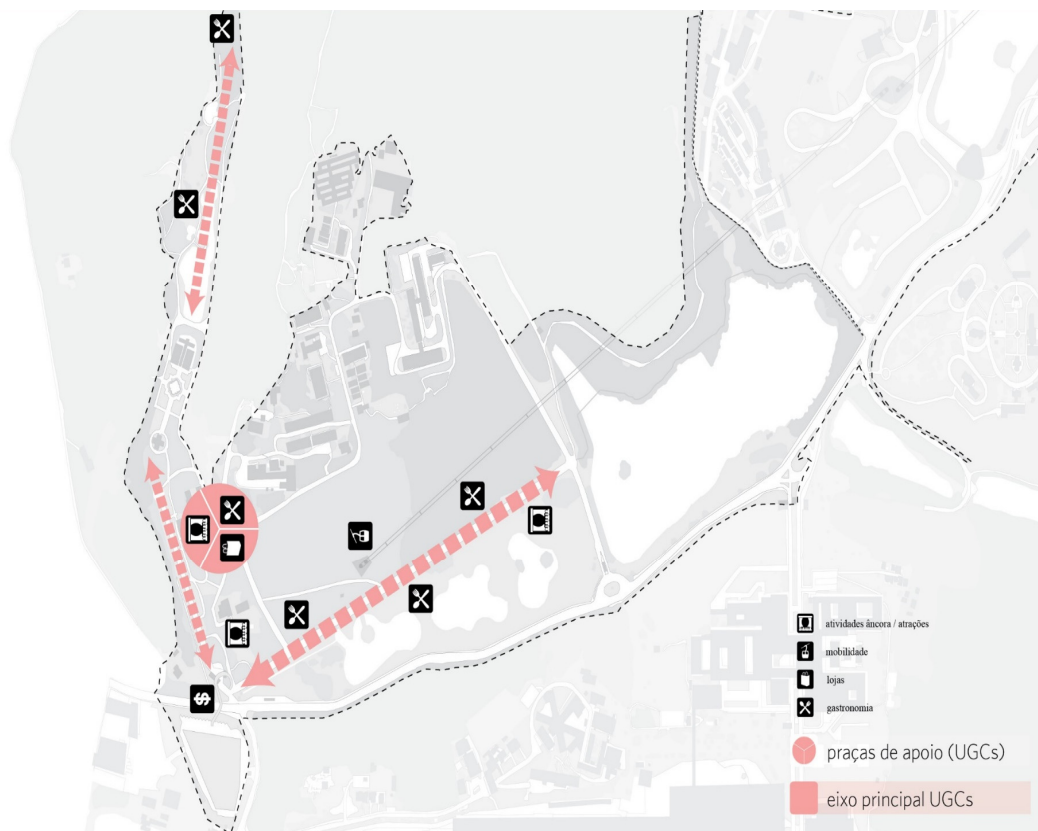 $
atividades âncora / atrações
mobilidade
lojas
gastronomia
praças de apoio (UGCs)
eixo principal UGCs